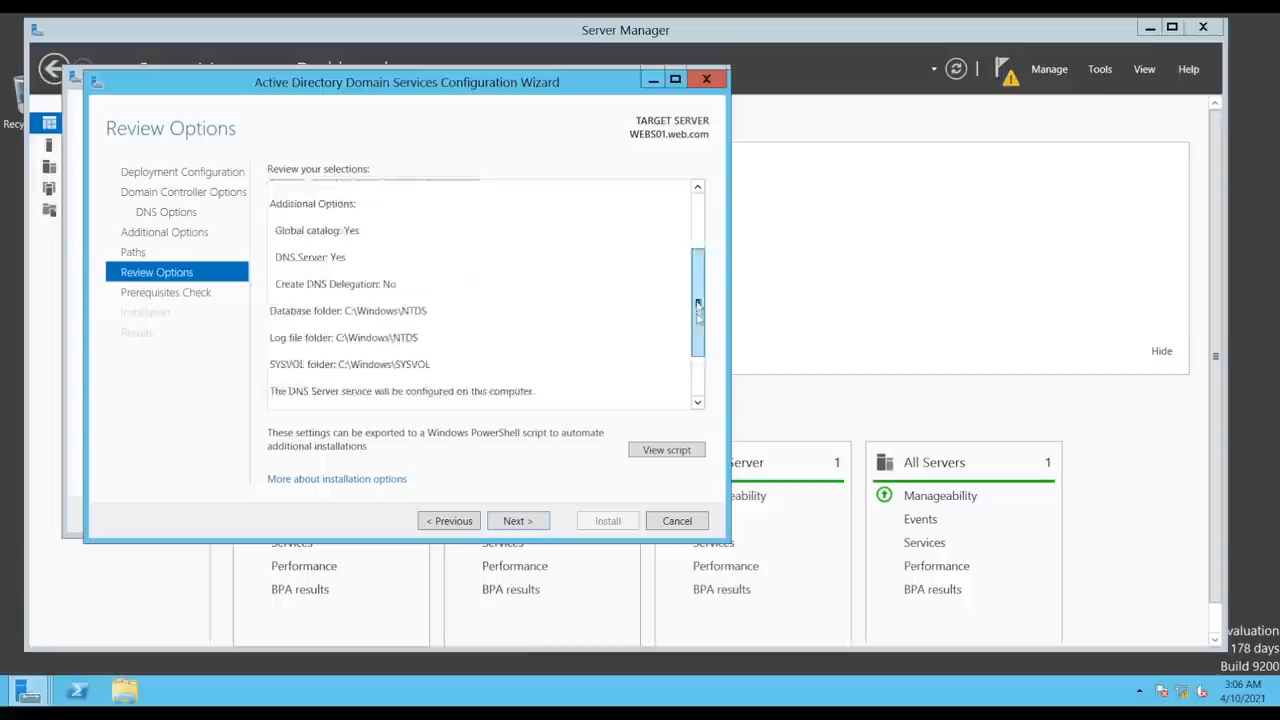 Server Manager
Manage
Tools
View
Help
Recy
Active Directory Domain Services Configuration Wizard
Review Options
TARGET SERVER
WEBS01.web.com
Deployment Configuration
Domain Controller Options
DNS Options
Additional Options
Paths
Review Options
Prerequisites Check
Installation
Results
Review your selections:
Additional Options:
Global catalog: Yes
DNS Server: Yes
Create DNS Delegation: No
Database folder: C:\Windows\NTDS
Log file folder: C:\Windows\NTDS
SYSVOL folder: C:\Windows\SYSVOL
The DNS Server service will be configured on this computer.
These settings can be exported to a Windows PowerShell script to automate
additional installations
View script
More about installation options
< Previous
Next >
Install
Cancel
Hide
Server 1
eability
Services
Performance
BPA results
Services
Performance
BPA results
Services
Performance
BPA results
All Servers 1
Manageability
Events
Services
Performance
BPA results
valuation
178 days
Build 9200
3:06 AM
4/10/2021